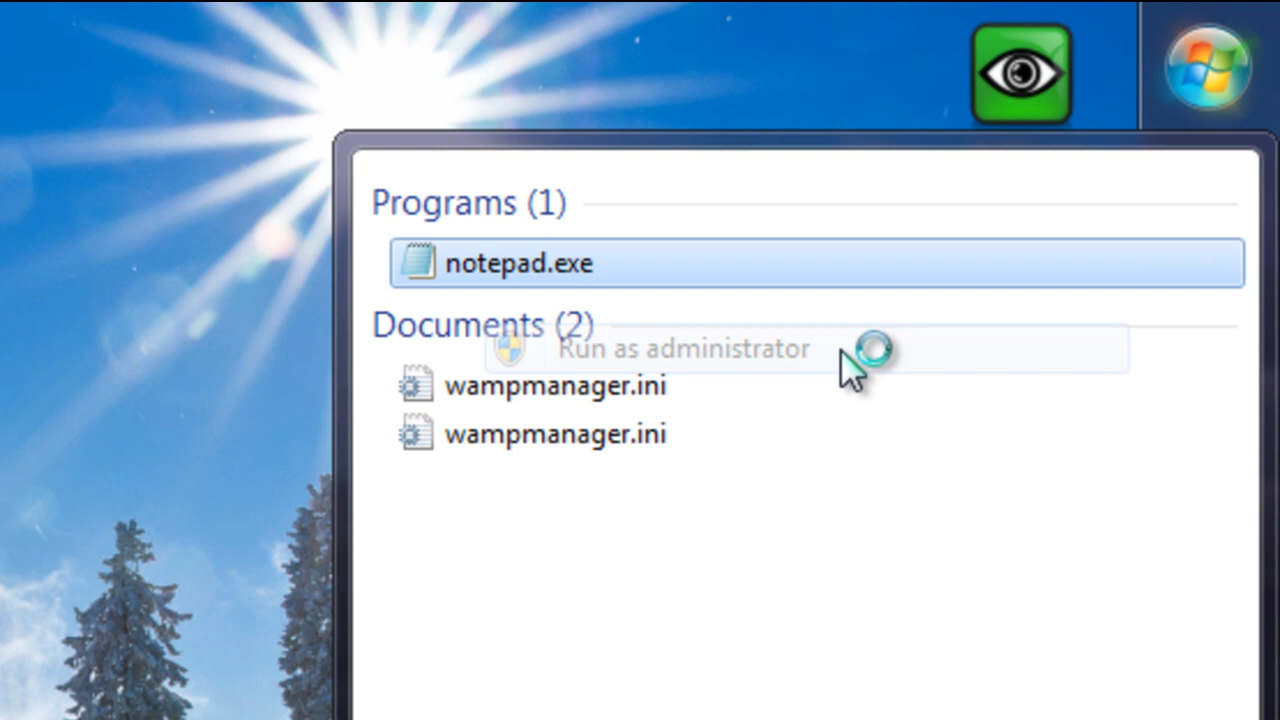 Programs (1)
notepad.exe
Documents (2)
Run as administrator
wampmanager.ini
wampmanager.ini